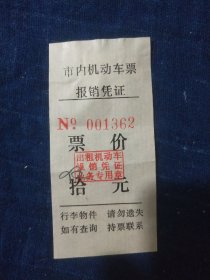 市内机动车票
报销凭证
No 001362
票价
出租机动车
报销凭证
业务专用章
拾元
行李物件 请勿遗失
如有查询 持票联系